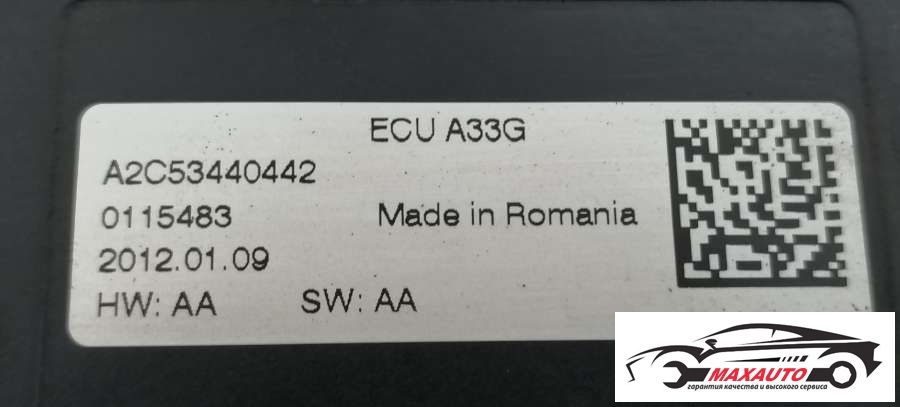 ECU A33G
A2C53440442
0115483 Made in Romania
2012.01.09
HW: AA SW: AA
MAXAUTO
гарантия качества и высокого сервиса